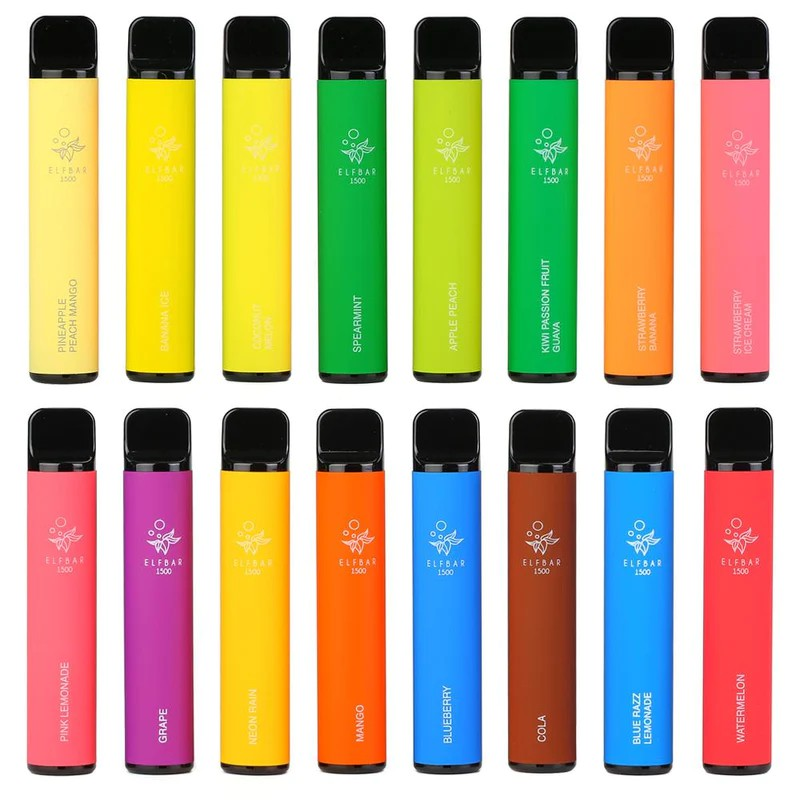 ELFBAR
1500
PINEAPPLE
PEACH MANGO
ELFBAR
1500
BANANA ICE
ELFBAR
1500
COCONUT
MELON
ELFBAR
1500
SPEARMINT
ELFBAR
1500
APPLE PEACH
ELFBAR
1500
KIWI PASSION FRUIT
GUAVA
ELFBAR
1500
STRAWBERRY
BANANA
ELFBAR
1500
STRAWBERRY
ICE CREAM
ELFBAR
1500
PINK LEMONADE
ELFBAR
1500
GRAPE
ELFBAR
1500
NEON RAIN
ELFBAR
1500
MANGO
ELFBAR
1500
BLUEBERRY
ELFBAR
1500
COLA
ELFBAR
1500
BLUE RAZZ
LEMONADE
ELFBAR
1500
WATERMELON